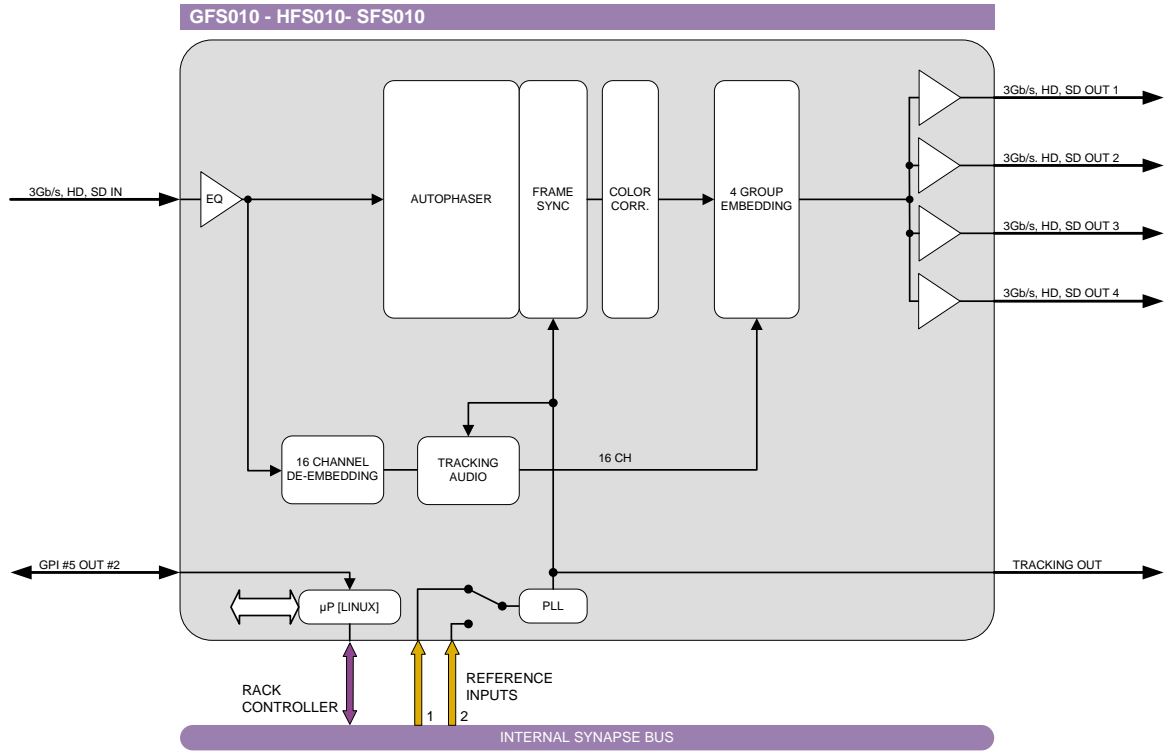 GFS010 - HFS010- SFS010
3Gb/s, HD, SD IN
EQ
AUTOPHASER
FRAME
SYNC
COLOR
CORR.
4 GROUP
EMBEDDING
3Gb/s, HD, SD OUT 1
3Gb/s, HD, SD OUT 2
3Gb/s, HD, SD OUT 3
3Gb/s, HD, SD OUT 4
16 CHANNEL
DE-EMBEDDING
TRACKING
AUDIO
16 CH
GPI #5 OUT #2
TRACKING OUT
µP [LINUX]
PLL
RACK
CONTROLLER
REFERENCE
INPUTS
1
2
INTERNAL SYNAPSE BUS